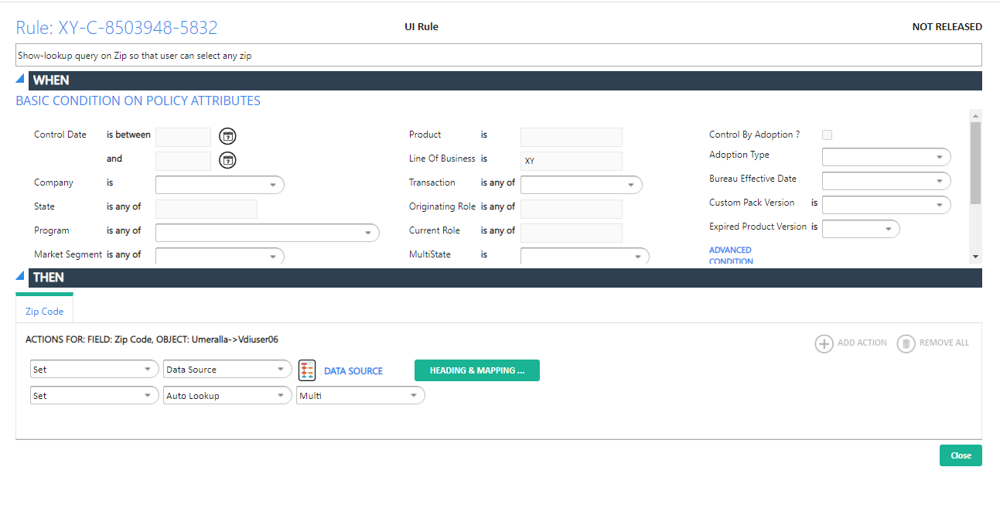 Rule: XY-C-8503948-5832 UI Rule NOT RELEASED
Show-lookup query on Zip so that user can select any zip
WHEN
BASIC CONDITION ON POLICY ATTRIBUTES
Control Date is between 7 Product is Control By Adoption ?
and 7 Line Of Business is XY Adoption Type
Company is Transaction is any of Bureau Effective Date
State is any of Originating Role is any of Custom Pack Version is
Program is any of Current Role is any of Expired Product Version is
Market Segment is any of MultiState is ADVANCED
CONDITION
THEN
Zip Code
ACTIONS FOR: FIELD: Zip Code, OBJECT: Umeralla->Vdiuser06 ADD ACTION REMOVE ALL
Set Data Source DATA SOURCE HEADING & MAPPING ...
Set Auto Lookup Multi
Close